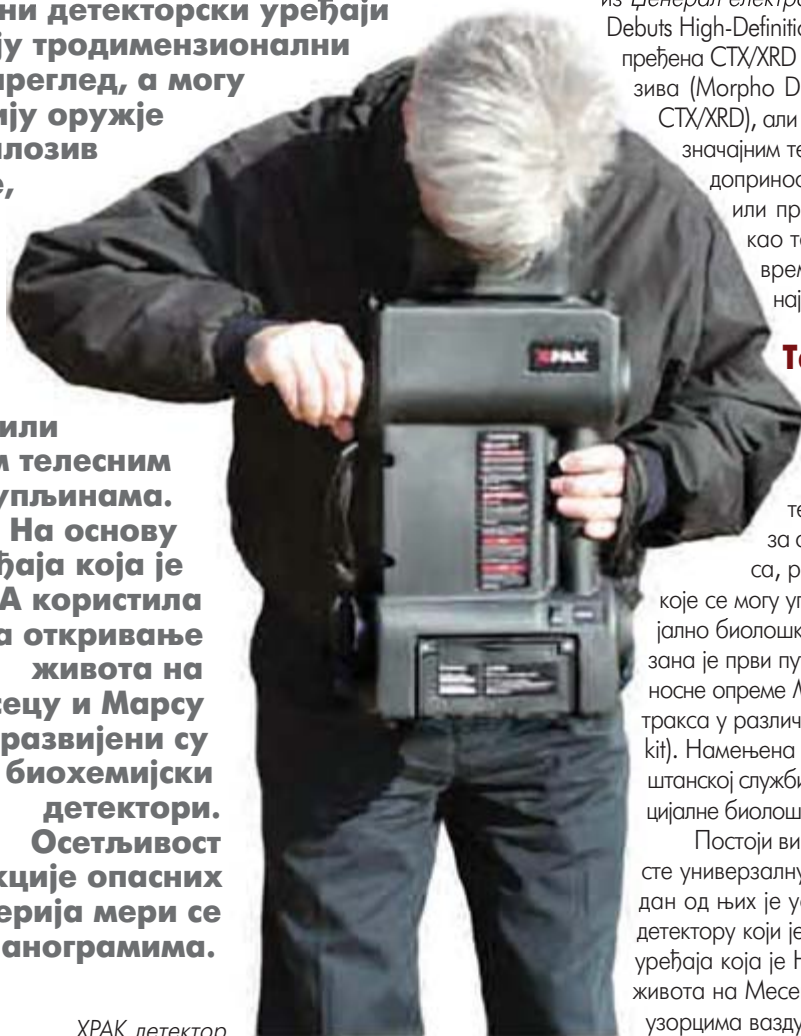 ни детекторски уређаји
ју тродимензионални
преглед, а могу
ију оружје
плозив
е,
или
м телесним
упљинама.
На основу
ђаја која је
А користила
а откривање
живота на
сецу и Марсу
развијени су
биохемијски
детектори.
Осетљивост
кције опасних
ерија мери се
анограмима.
XPAK детектор
XPAK
из Џенерал електра
Debuts High-Definitio
пређена CTX/XRD
зива (Morpho D
CTX/XRD), али
значајним те
доприно
или пр
као т
врем
нај
Т
те
за о
са, р
које се могу уп
јално биолошк
зана је први пу
носне опреме М
тракса у различ
kit). Намењена
штанској служби
цијалне биолош
Постоји ви
сте универзалну
дан од њих је у
детектору који је
уређаја која је Н
живота на Месе
узорцима вазду